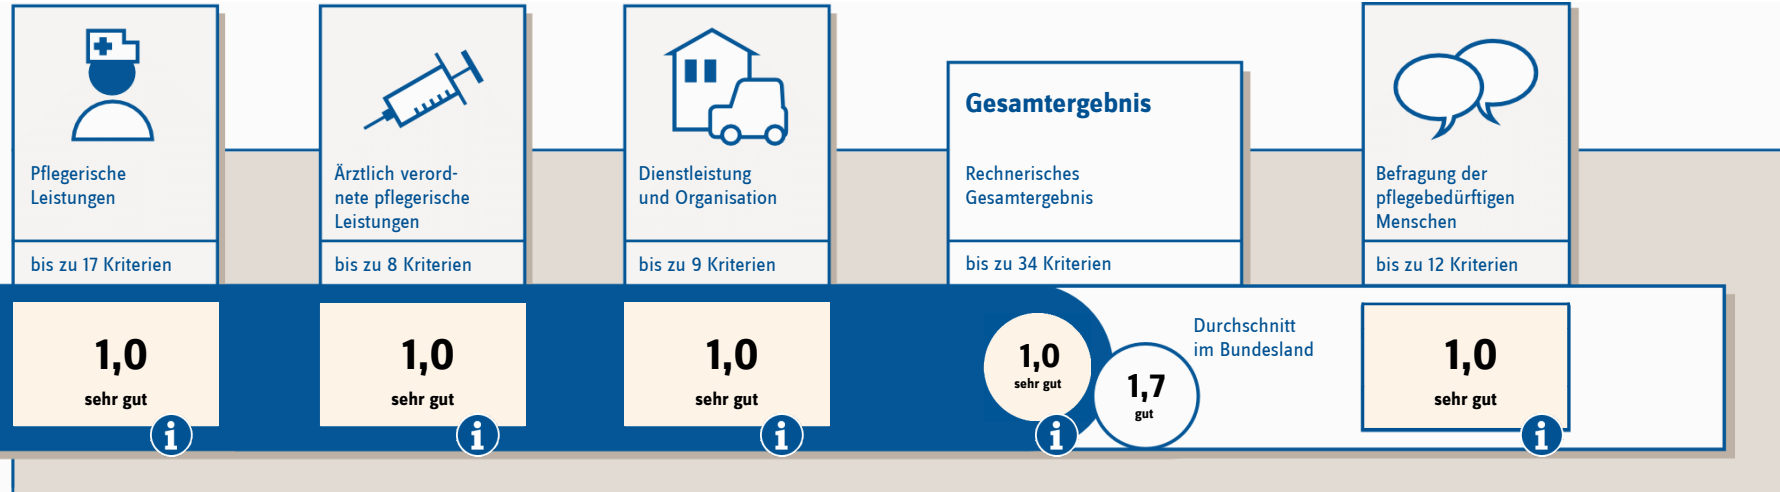 Pflegerische
Leistungen
bis zu 17 Kriterien
1,0
sehr gut
i
Ärztlich verord-
nete pflegerische
Leistungen
bis zu 8 Kriterien
1,0
sehr gut
i
Dienstleistung
und Organisation
bis zu 9 Kriterien
1,0
sehr gut
i
Gesamtergebnis
Rechnerisches
Gesamtergebnis
bis zu 34 Kriterien
1,0
sehr gut
i
1,7
gut
Durchschnitt
im Bundesland
Befragung der
pflegebedürftigen
Menschen
bis zu 12 Kriterien
1,0
sehr gut
i